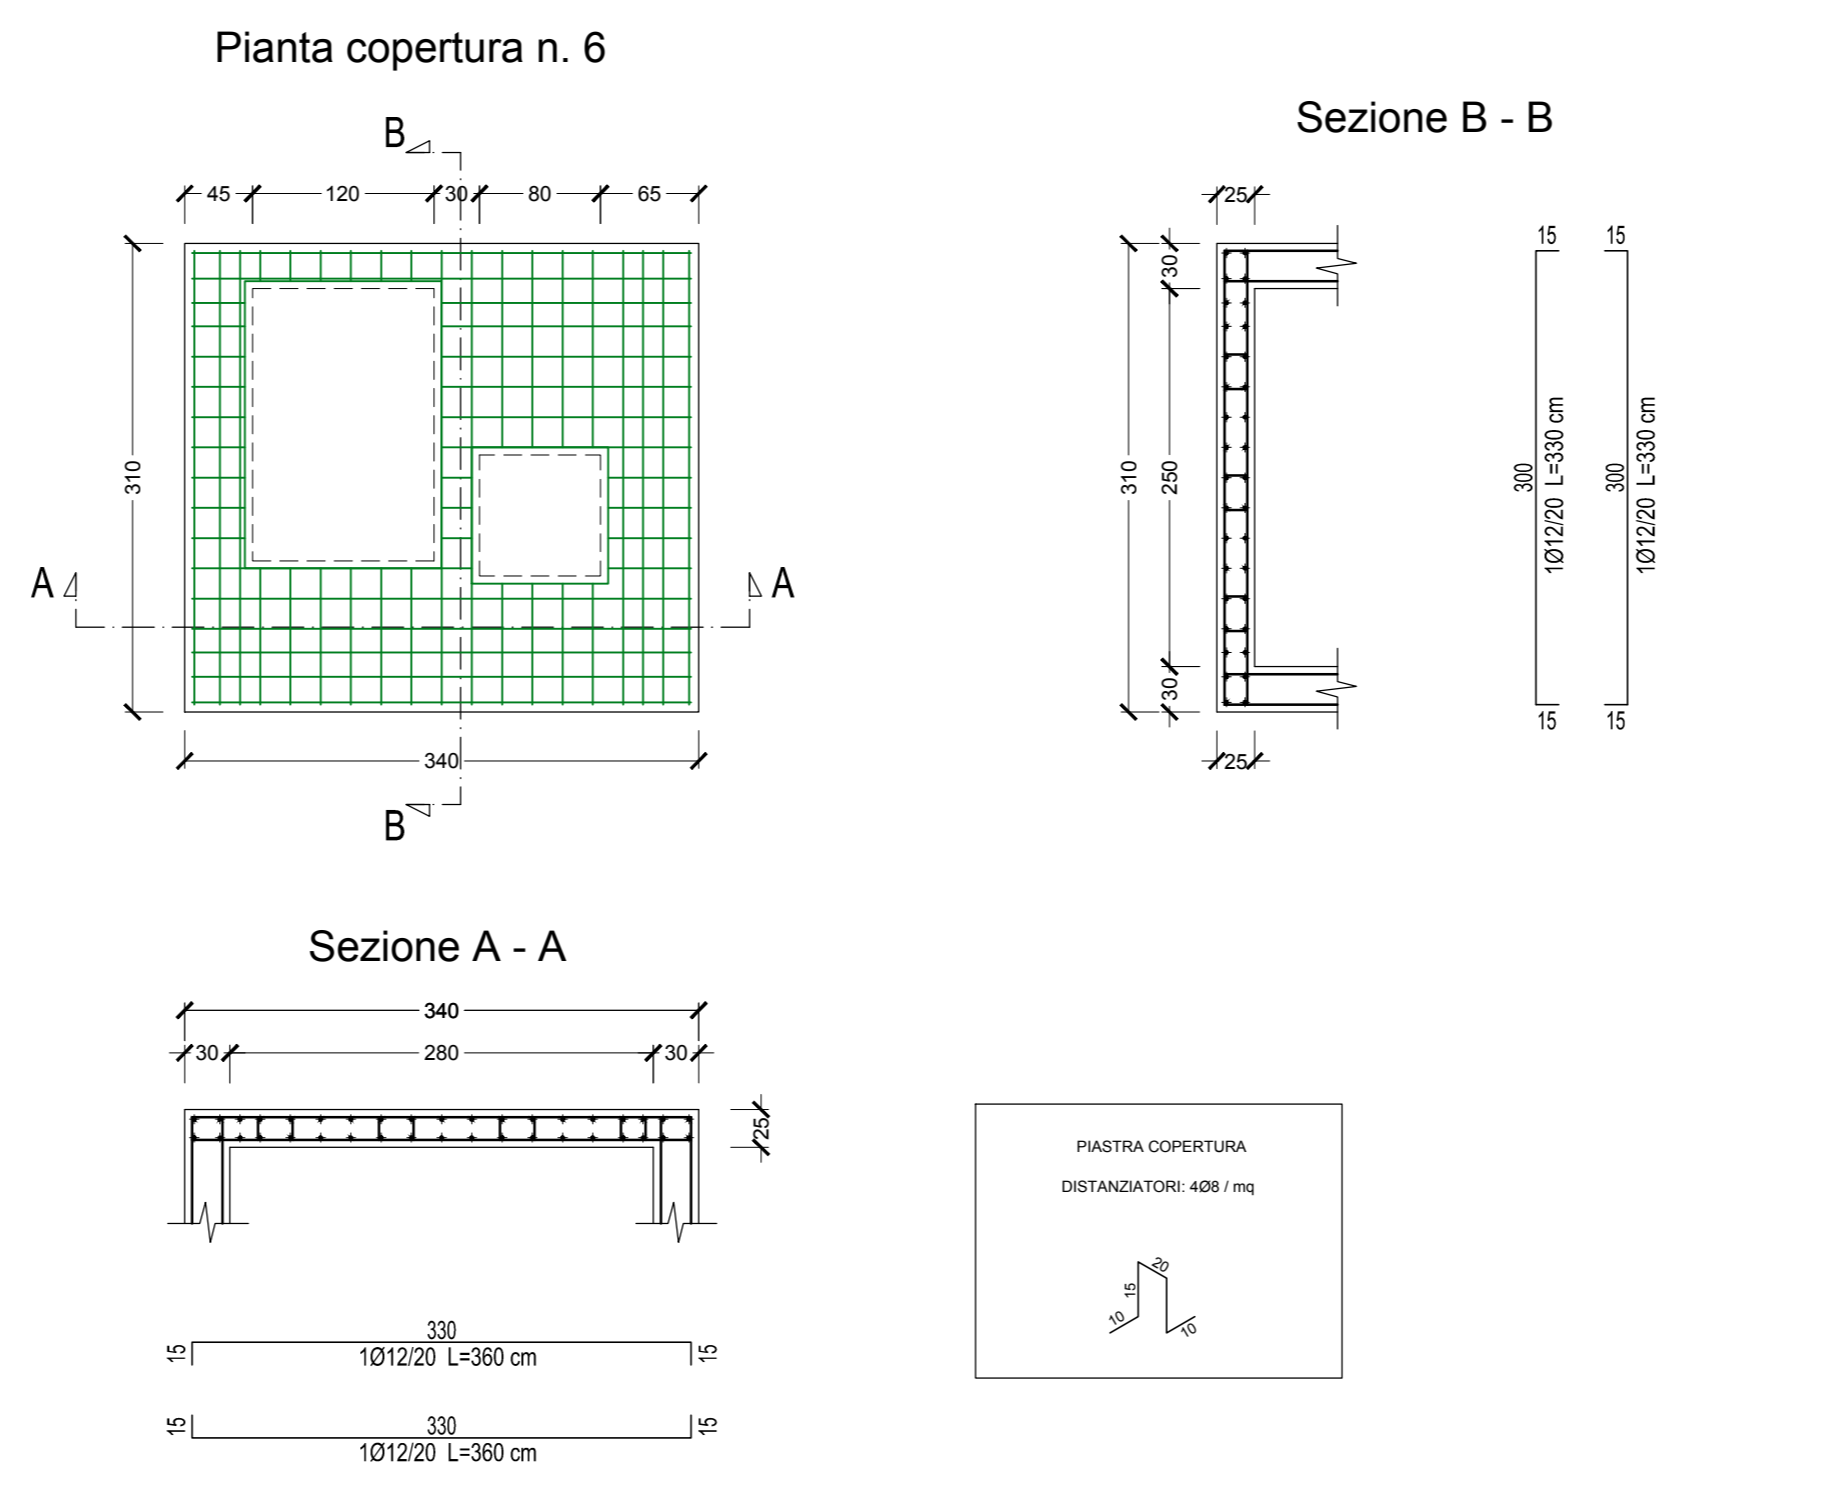 Pianta copertura n. 6
B
45 120 30 80 65
310
A A
340
B
Sezione B - B
25
30
310 250
30
25
15 15
300 1Ø12/20 L=330 cm
300 1Ø12/20 L=330 cm
15 15
Sezione A - A
340
30 280 30
25
330
15 15
1Ø12/20 L=360 cm
330
15 15
1Ø12/20 L=360 cm
PIASTRA COPERTURA
DISTANZIATORI: 4Ø8 / mq
20
15
10 10